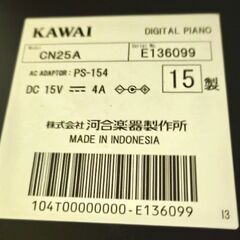 KAWAI DIGITAL PIANO
MODEL CN25A SERIAL No. E136099
AC ADAPTOR: PS-154 15 製
DC 15V 4A
株式会社 河合楽器製作所
MADE IN INDONESIA
104T00000000-E136099
I3